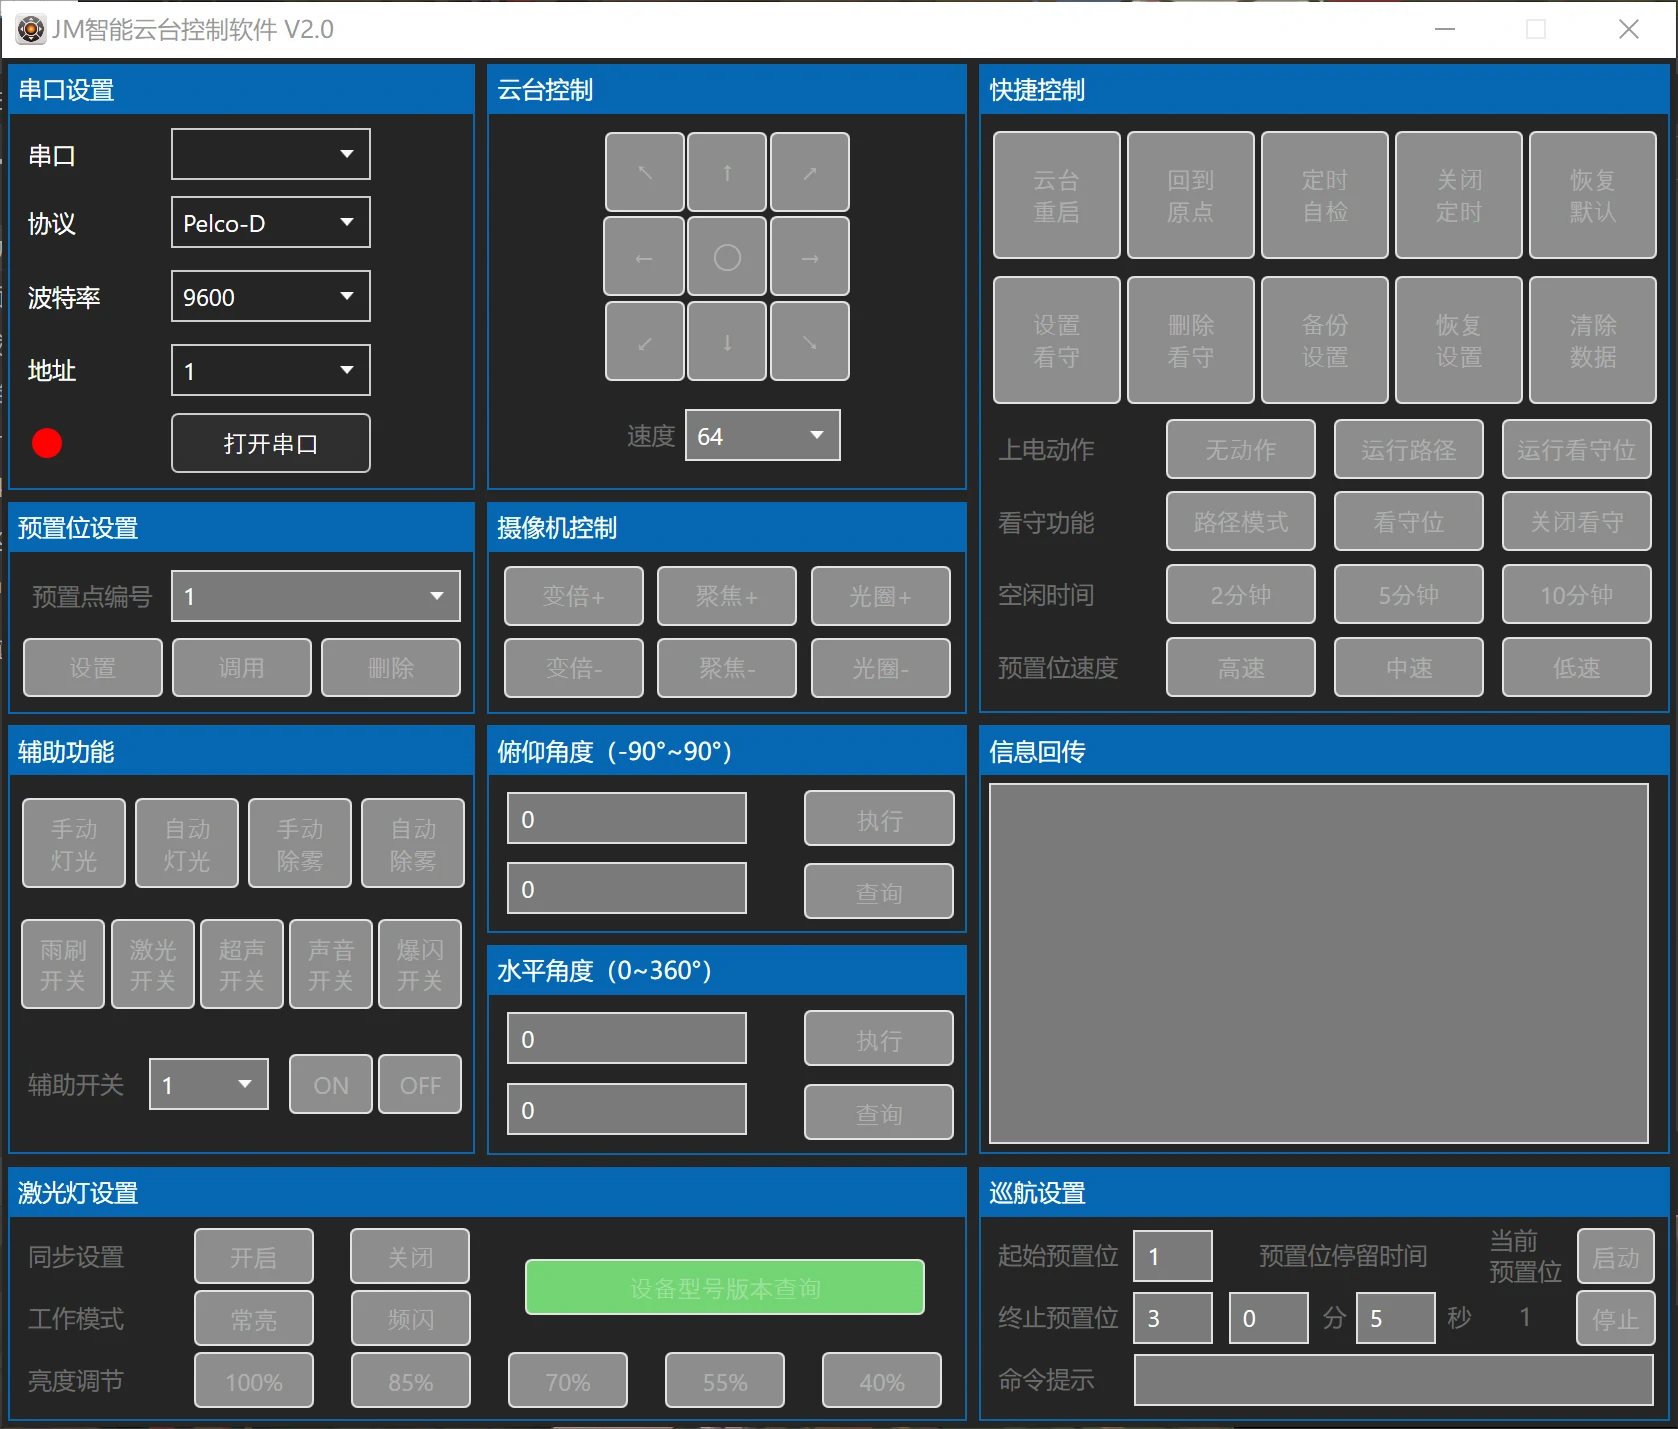 JM智能云台控制软件 V2.0
串口设置
串口
协议
Pelco-D
波特率
9600
地址
1
打开串口
云台控制
↖
↑
↗
←
○
→
↙
↓
↘
速度
64
快捷控制
云台
重启
回到
原点
定时
自检
关闭
定时
恢复
默认
设置
看守
删除
看守
备份
设置
恢复
设置
清除
数据
上电动作
无动作
运行路径
运行看守位
看守功能
路径模式
看守位
关闭看守
空闲时间
2分钟
5分钟
10分钟
预置位速度
高速
中速
低速
预置位设置
预置点编号
1
设置
调用
删除
摄像机控制
变倍+
聚焦+
光圈+
变倍-
聚焦-
光圈-
辅助功能
手动
灯光
自动
灯光
手动
除雾
自动
除雾
雨刷
开关
激光
开关
超声
开关
声音
开关
爆闪
开关
辅助开关
1
ON
OFF
俯仰角度（-90°~90°）
0
执行
0
查询
水平角度（0~360°）
0
执行
0
查询
信息回传
激光灯设置
同步设置
开启
关闭
工作模式
常亮
频闪
设备型号版本查询
亮度调节
100%
85%
70%
55%
40%
巡航设置
起始预置位
1
预置位停留时间
当前
预置位
启动
终止预置位
3
0
分
5
秒
1
停止
命令提示